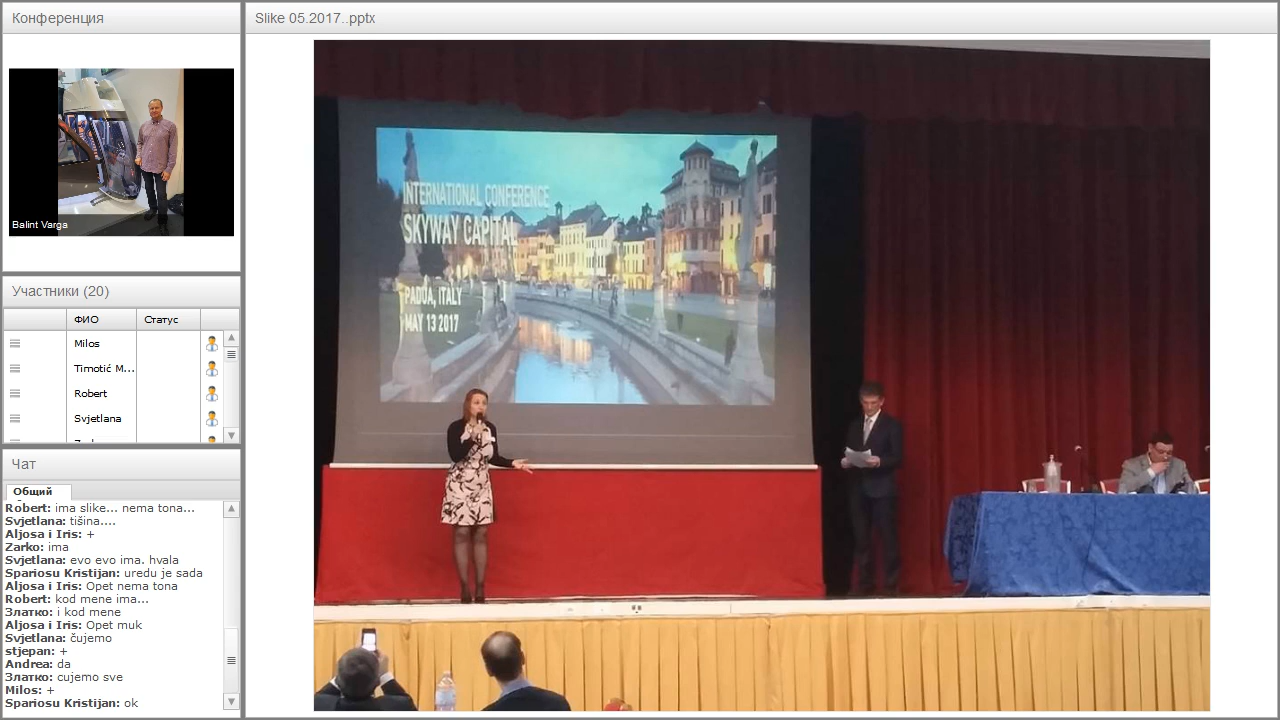 Конференция
Balint Varga
Участники (20)
ФИО
Статус
Milos
Timotić M...
Robert
Svjetlana
Чат
Общий
Robert: ima slike... nema tona...
Svjetlana: tišina....
Aljosa i Iris: +
Zarko: ima
Svjetlana: evo evo ima. hvala
Spariosu Kristijan: uredu je sada
Aljosa i Iris: Opet nema tona
Robert: kod mene ima...
Златко: i kod mene
Aljosa i Iris: Opet muk
Svjetlana: čujemo
stjepan: +
Andrea: da
Златко: cujemo sve
Milos: +
Spariosu Kristijan: ok
Slike 05.2017..pptx
INTERNATIONAL CONFERENCE
SKYWAY CAPITAL
PADUA, ITALY
MAY 13 2017